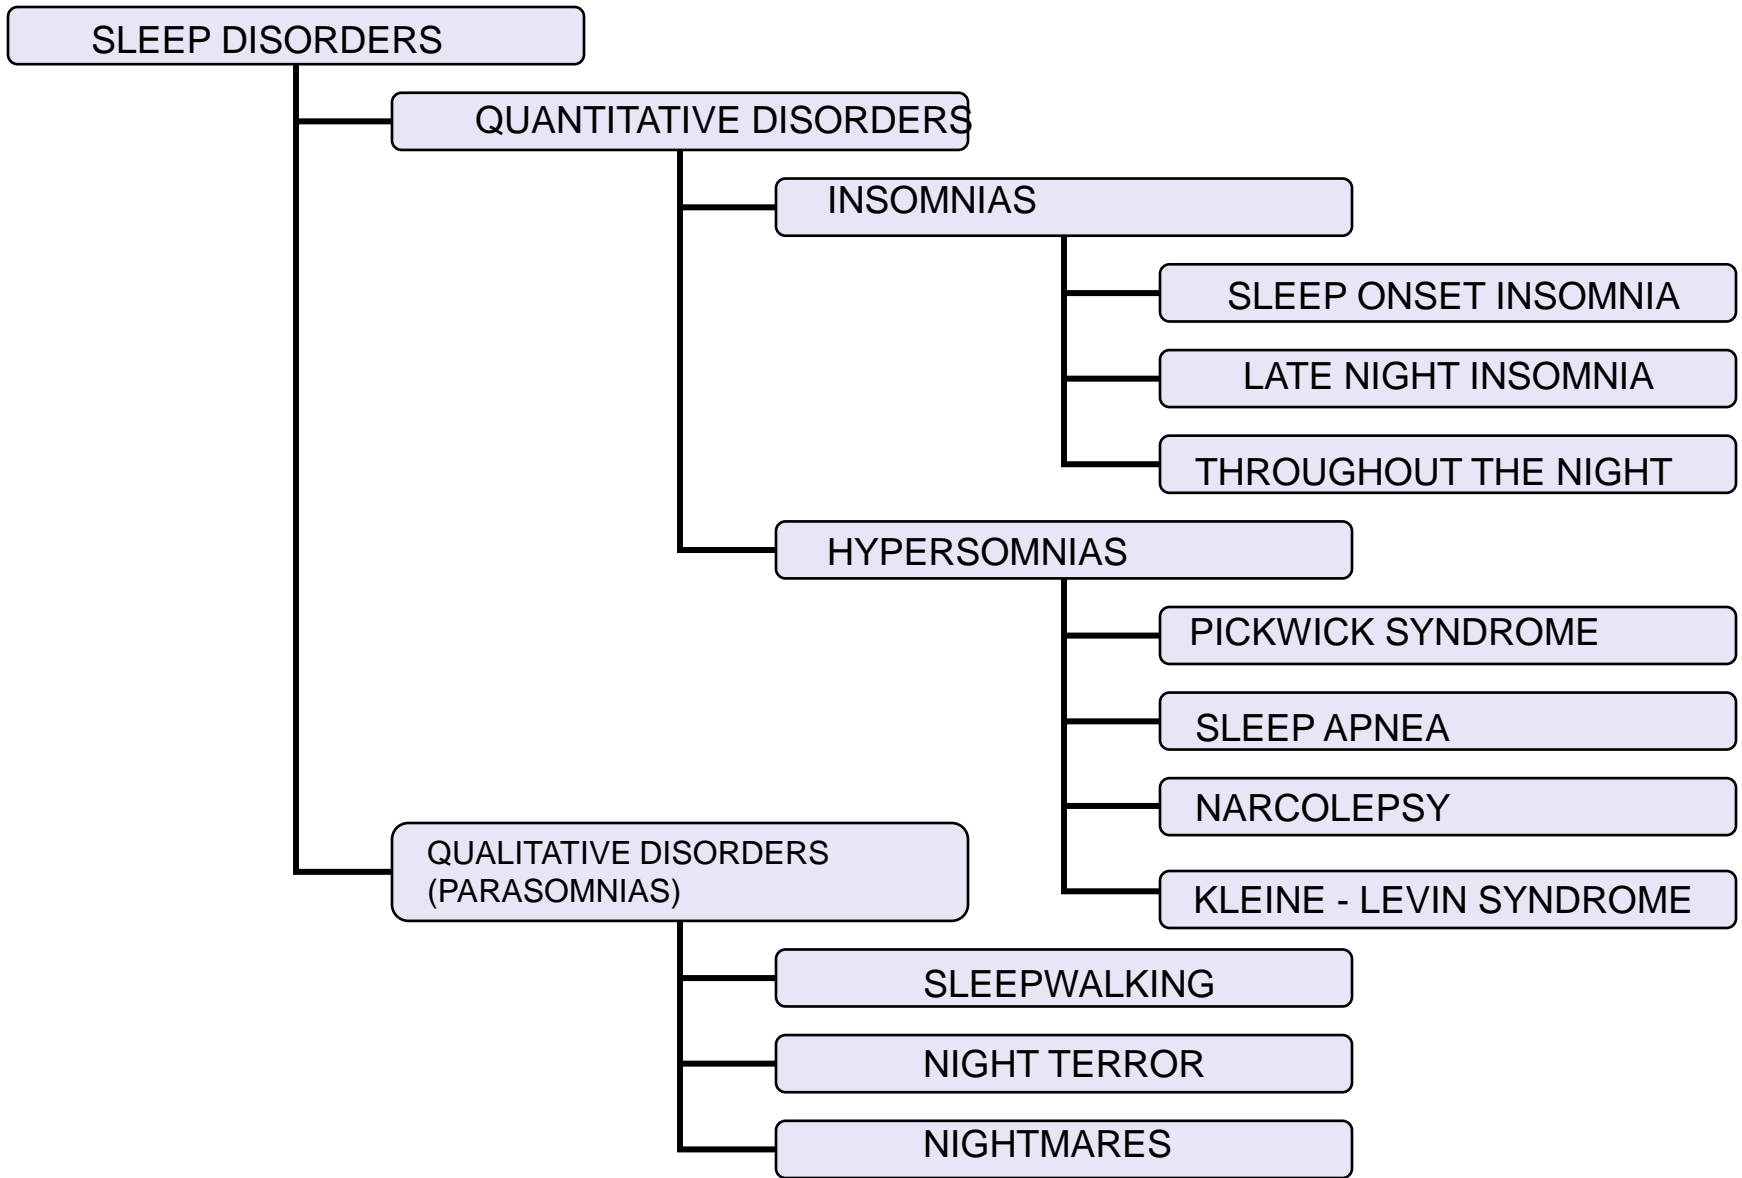 SLEEP DISORDERS
QUANTITATIVE DISORDERS
INSOMNIAS
SLEEP ONSET INSOMNIA
LATE NIGHT INSOMNIA
THROUGHOUT THE NIGHT
HYPERSOMNIAS
PICKWICK SYNDROME
SLEEP APNEA
NARCOLEPSY
KLEINE - LEVIN SYNDROME
QUALITATIVE DISORDERS
(PARASOMNIAS)
SLEEPWALKING
NIGHT TERROR
NIGHTMARES